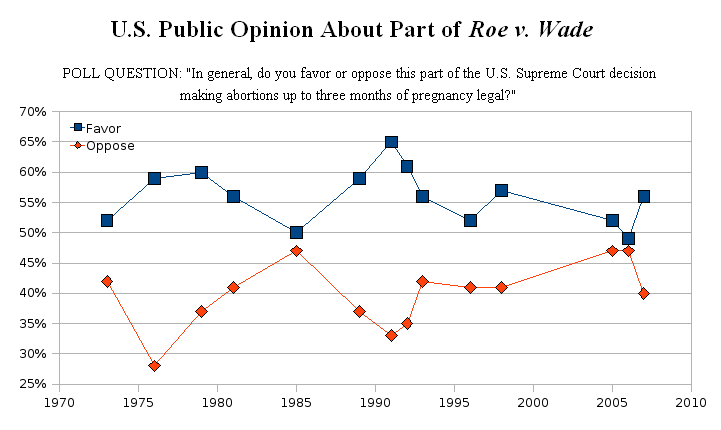 U.S. Public Opinion About Part of Roe v. Wade
POLL QUESTION: "In general, do you favor or oppose this part of the U.S. Supreme Court decision
making abortions up to three months of pregnancy legal?"
70%
65%
60%
55%
50%
45%
40%
35%
30%
25%
Favor
Oppose
1970 1975 1980 1985 1990 1995 2000 2005 2010